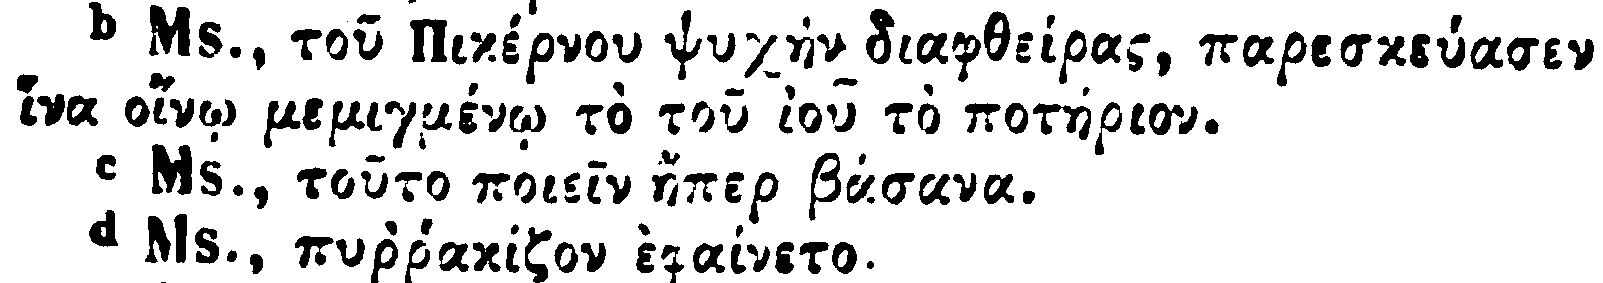 b Ms., τοῦ Πικέρνου ψυχὴν διαφθείρας, παρεσκεύασεν
ἵνα οἴνῳ μεμιγμένῳ τὸ τοῦ ἰοῦ τὸ ποτήριον.
c Ms., τοῦτο ποιεῖν ἤπερ βάσανα.
d Ms., πυῤῥακίζον ἐφαίνετο.